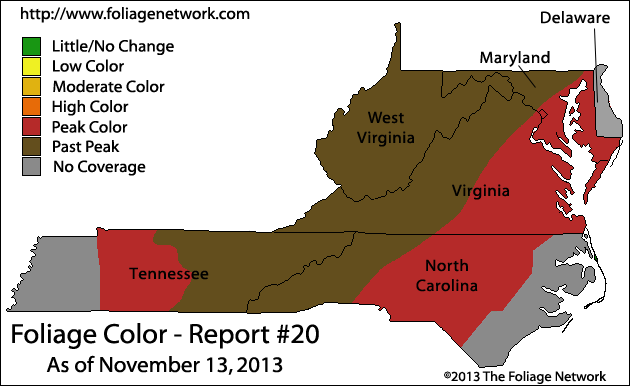 http://www.foliagenetwork.com
Delaware
Little/No Change
Low Color
Moderate Color
High Color
Peak Color
Past Peak
No Coverage
Maryland
West
Virginia
Virginia
Tennessee
North
Carolina
Foliage Color - Report #20
As of November 13, 2013
©2013 The Foliage Network